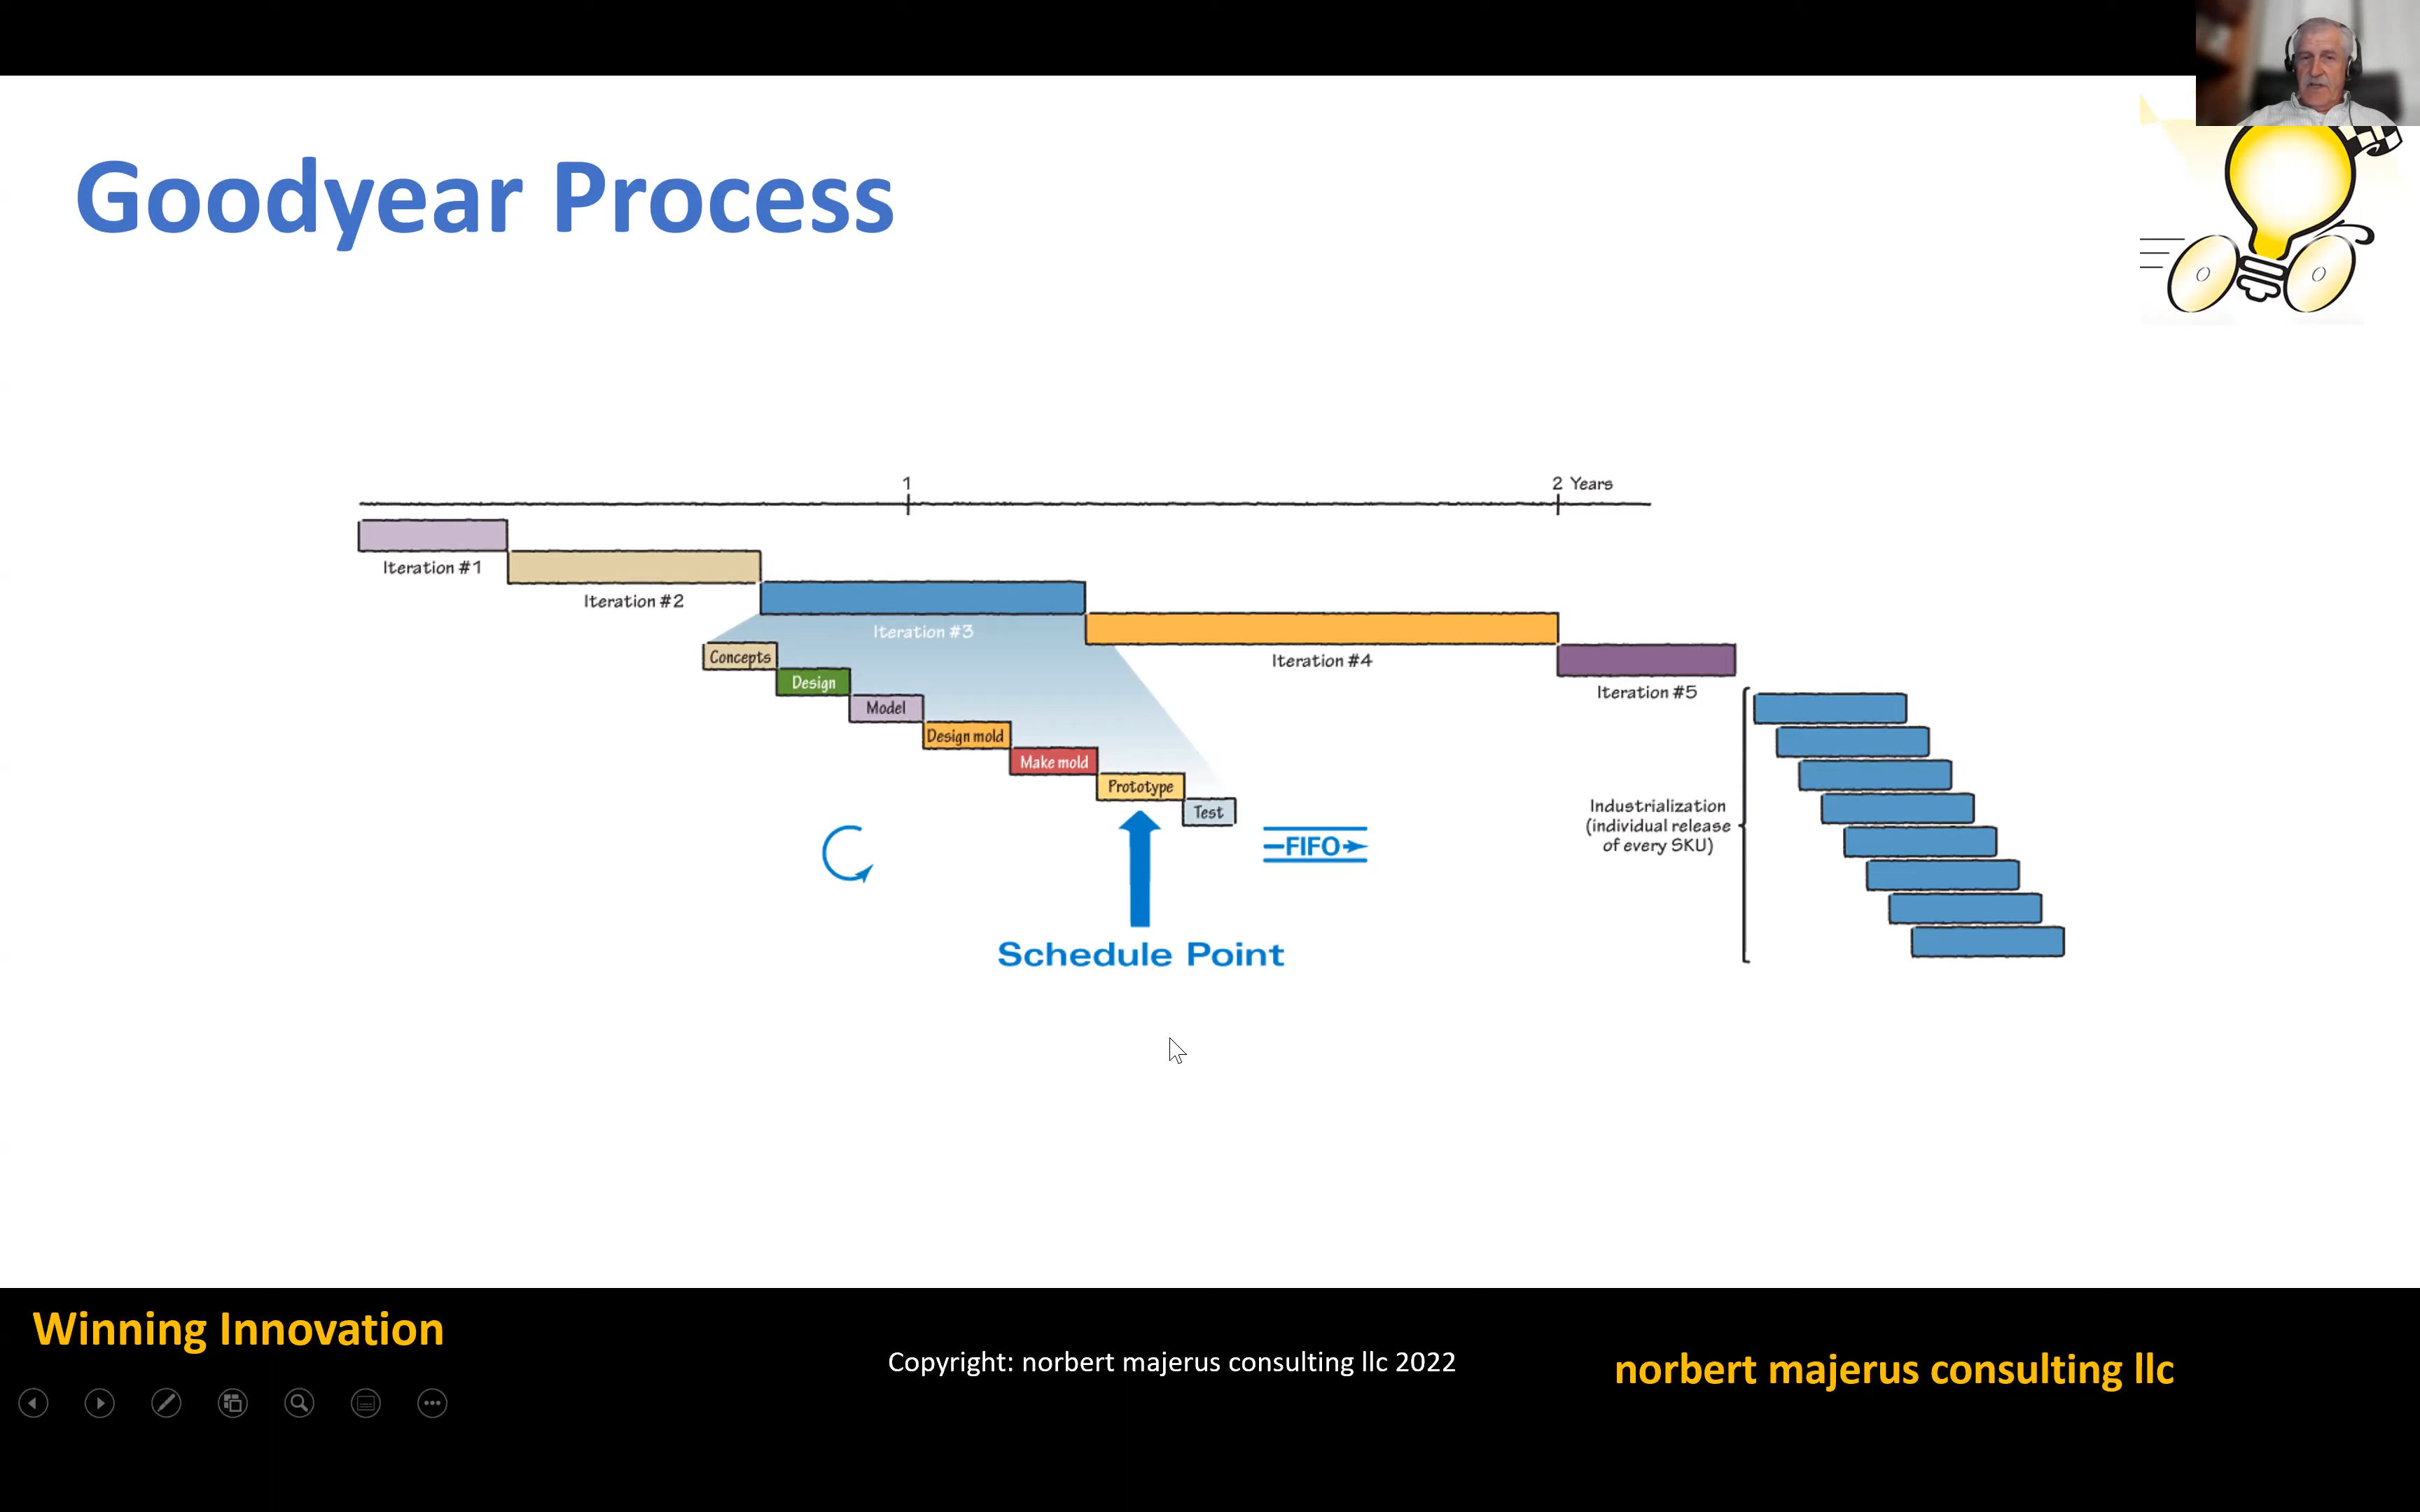 Goodyear Process
1
2 Years
Iteration #1
Iteration #2
Iteration #3
Iteration #4
Iteration #5
Concepts
Design
Model
Design mold
Make mold
Prototype
Test
FIFO
Schedule Point
Industrialization
(individual release
of every SKU)
Winning Innovation
Copyright: norbert majerus consulting llc 2022
norbert majerus consulting llc